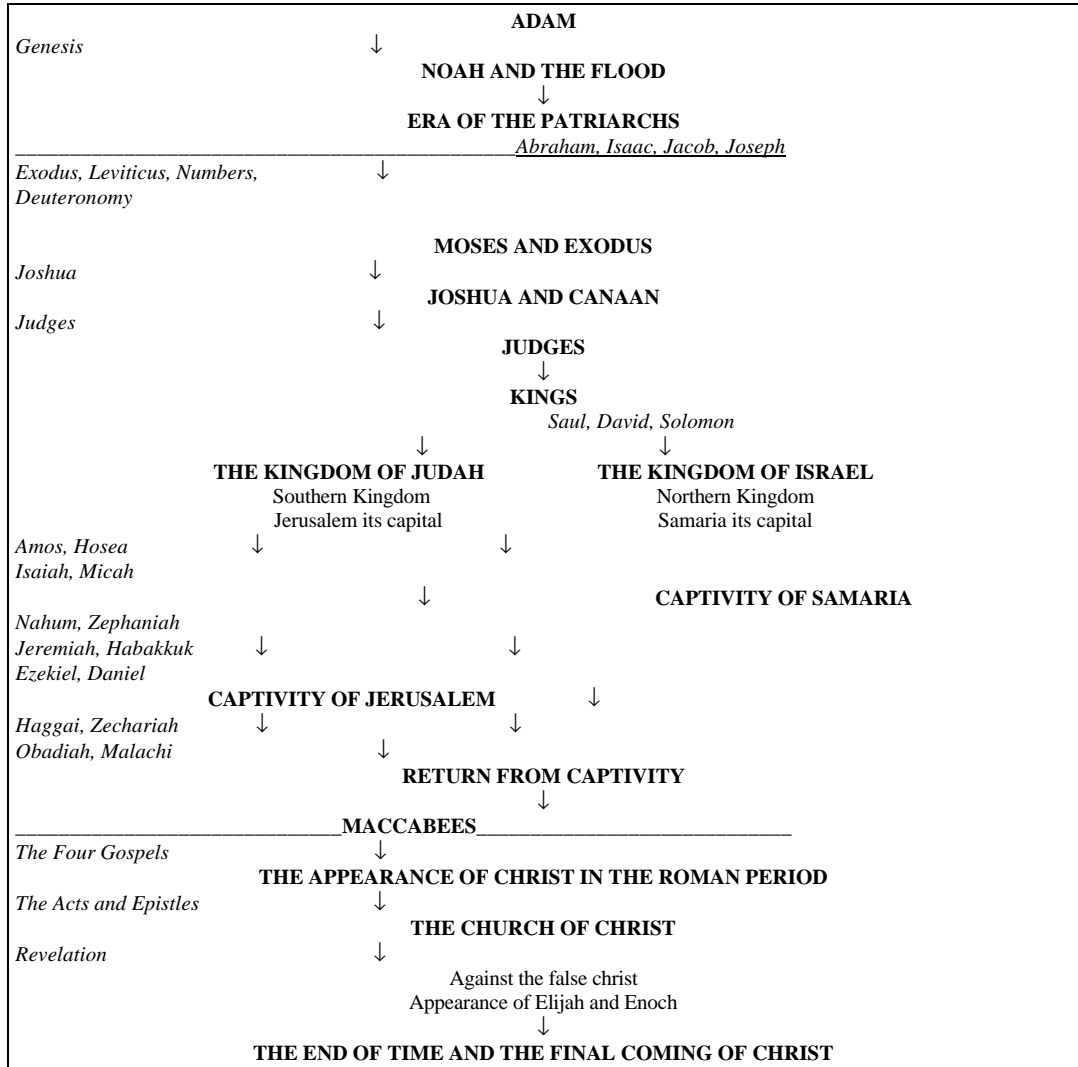 ADAM
Genesis ↓
NOAH AND THE FLOOD
↓
ERA OF THE PATRIARCHS
______________________________________________Abraham, Isaac, Jacob, Joseph
Exodus, Leviticus, Numbers, ↓
Deuteronomy
MOSES AND EXODUS
Joshua ↓
JOSHUA AND CANAAN
Judges ↓
JUDGES
↓
KINGS
Saul, David, Solomon
↓ ↓
THE KINGDOM OF JUDAH THE KINGDOM OF ISRAEL
Southern Kingdom Northern Kingdom
Jerusalem its capital Samaria its capital
Amos, Hosea ↓ ↓
Isaiah, Micah
↓ CAPTIVITY OF SAMARIA
Nahum, Zephaniah
Jeremiah, Habakkuk ↓ ↓
Ezekiel, Daniel
CAPTIVITY OF JERUSALEM ↓
Haggai, Zechariah ↓ ↓
Obadiah, Malachi ↓
RETURN FROM CAPTIVITY
↓
______________________________MACCABEES_____________________________
The Four Gospels ↓
THE APPEARANCE OF CHRIST IN THE ROMAN PERIOD
The Acts and Epistles ↓
THE CHURCH OF CHRIST
Revelation ↓
Against the false christ
Appearance of Elijah and Enoch
↓
THE END OF TIME AND THE FINAL COMING OF CHRIST